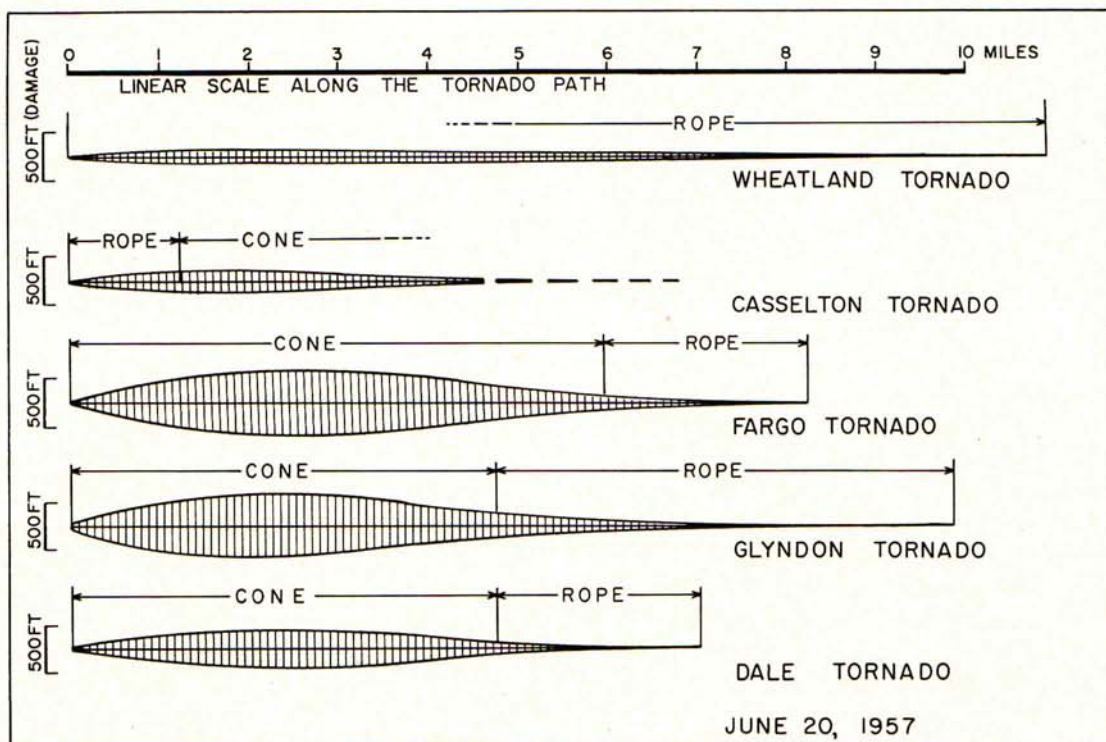 0 1 2 3 4 5 6 7 8 9 10 MILES
LINEAR SCALE ALONG THE TORNADO PATH
500FT (DAMAGE)
ROPE
WHEATLAND TORNADO
500FT
ROPE CONE
CASSELTON TORNADO
500FT
CONE ROPE
FARGO TORNADO
500FT
CONE ROPE
GLYNDON TORNADO
500FT
CONE ROPE
DALE TORNADO
JUNE 20, 1957